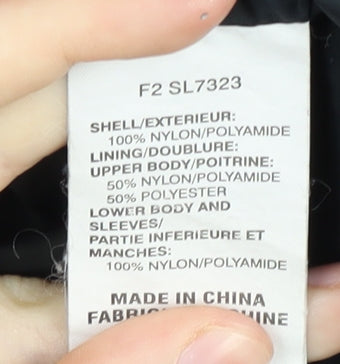 F2 SL7323
SHELL/EXTERIEUR:
100% NYLON/POLYAMIDE
LINING/DOUBLURE:
UPPER BODY/POITRINE:
50% NYLON/POLYAMIDE
50% POLYESTER
LOWER BODY AND
SLEEVES/
PARTIE INFERIEURE ET
MANCHES:
100% NYLON/POLYAMIDE
MADE IN CHINA